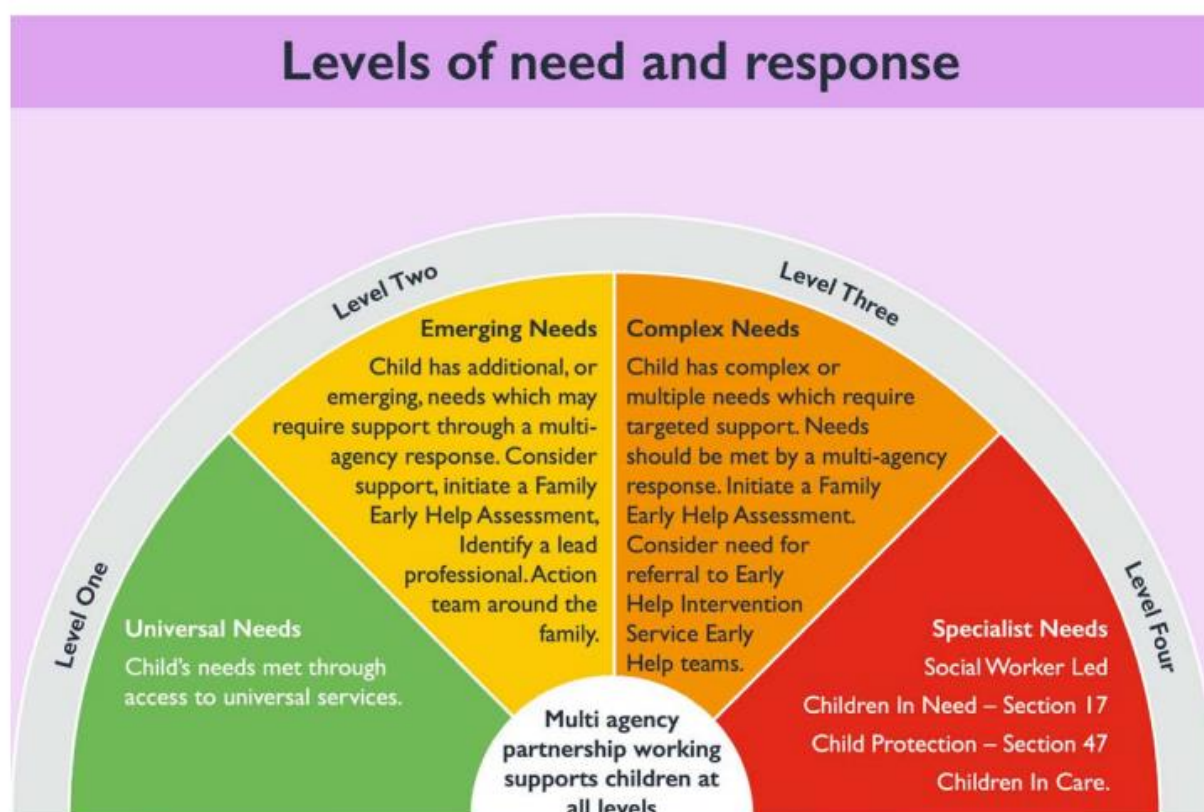 Levels of need and response
Level One
Universal Needs
Child's needs met through
access to universal services.
Level Two
Emerging Needs
Child has additional, or
emerging, needs which may
require support through a multi-
agency response. Consider
support, initiate a Family
Early Help Assessment,
Identify a lead
professional. Action
team around the
family.
Level Three
Complex Needs
Child has complex or
multiple needs which require
targeted support. Needs
should be met by a multi-agency
response. Initiate a Family
Early Help Assessment.
Consider need for
referral to Early
Help Intervention
Service Early
Help teams.
Level Four
Specialist Needs
Social Worker Led
Children In Need – Section 17
Child Protection – Section 47
Children In Care.
Multi agency
partnership working
supports children at
all levels